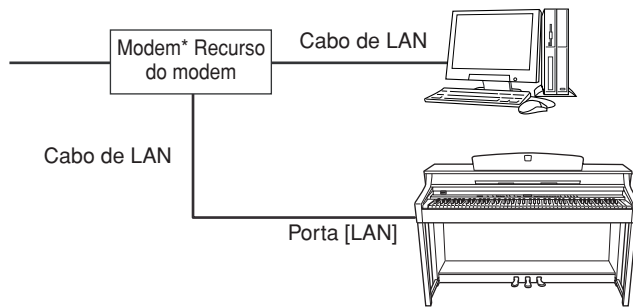 Modem* Recurso
do modem
Cabo de LAN
Cabo de LAN
Porta [LAN]